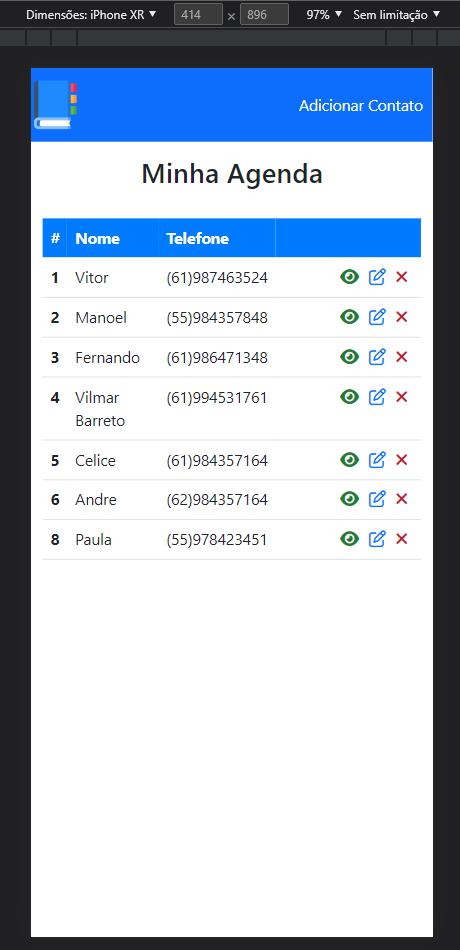 Dimensões: iPhone XR ▼ 414 × 896 97% ▼ Sem limitação ▼
Adicionar Contato
Minha Agenda
# Nome Telefone
1 Vitor (61)987463524
2 Manoel (55)984357848
3 Fernando (61)986471348
4 Vilmar (61)994531761
Barreto
5 Celice (61)984357164
6 Andre (62)984357164
8 Paula (55)978423451